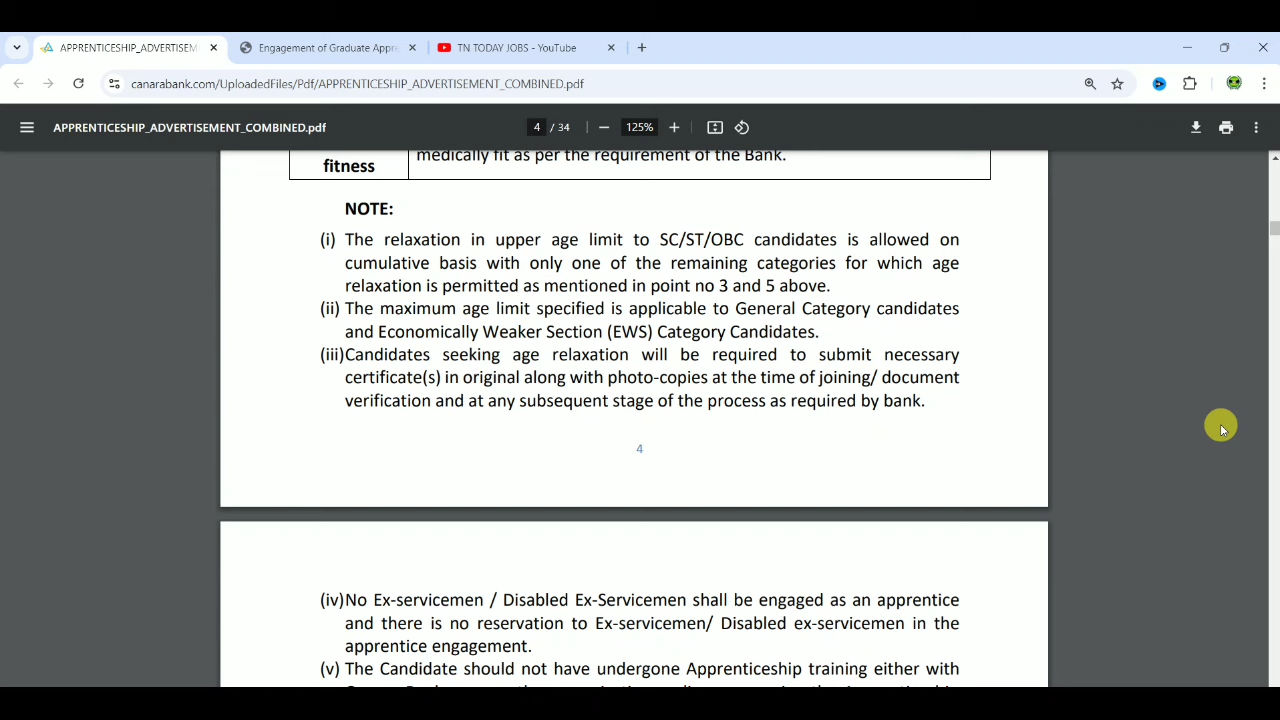 APPRENTICESHIP_ADVERTISEM
Engagement of Graduate Appre
TN TODAY JOBS - YouTube
canarabank.com/UploadedFiles/Pdf/APPRENTICESHIP_ADVERTISEMENT_COMBINED.pdf
APPRENTICESHIP_ADVERTISEMENT_COMBINED.pdf
4 / 34
125%
fitness
medically fit as per the requirement of the Bank.
NOTE:
(i) The relaxation in upper age limit to SC/ST/OBC candidates is allowed on
cumulative basis with only one of the remaining categories for which age
relaxation is permitted as mentioned in point no 3 and 5 above.
(ii) The maximum age limit specified is applicable to General Category candidates
and Economically Weaker Section (EWS) Category Candidates.
(iii)Candidates seeking age relaxation will be required to submit necessary
certificate(s) in original along with photo-copies at the time of joining/ document
verification and at any subsequent stage of the process as required by bank.
4
(iv)No Ex-servicemen / Disabled Ex-Servicemen shall be engaged as an apprentice
and there is no reservation to Ex-servicemen/ Disabled ex-servicemen in the
apprentice engagement.
(v) The Candidate should not have undergone Apprenticeship training either with